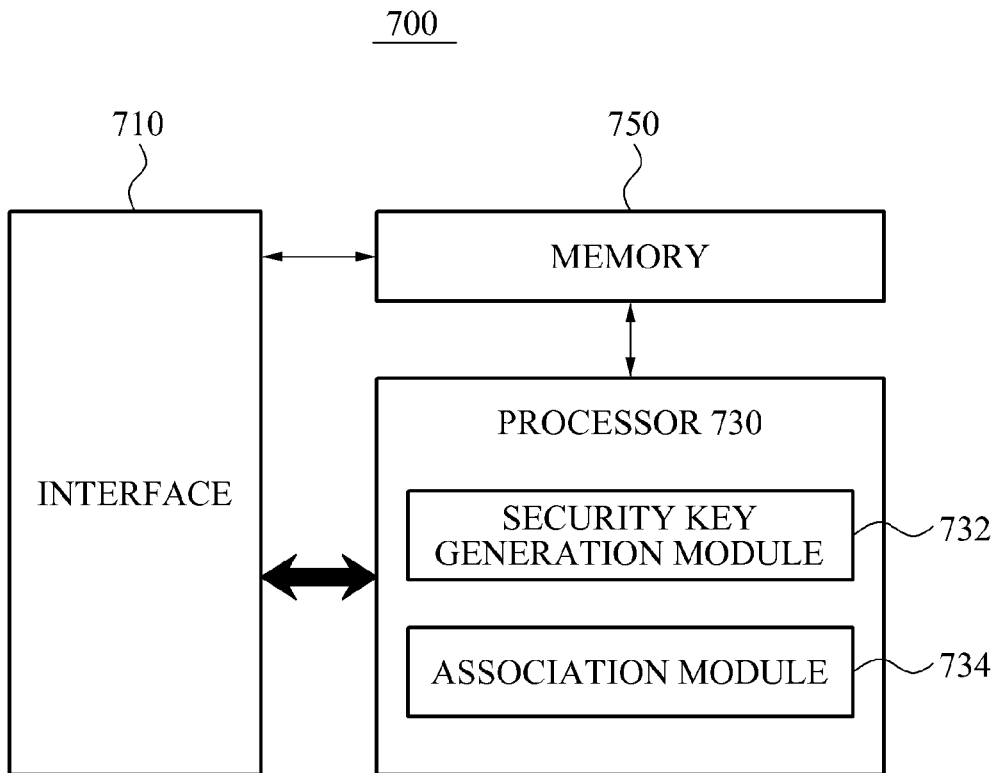 700
710
750
MEMORY
INTERFACE
PROCESSOR 730
SECURITY KEY
GENERATION MODULE
732
ASSOCIATION MODULE
734